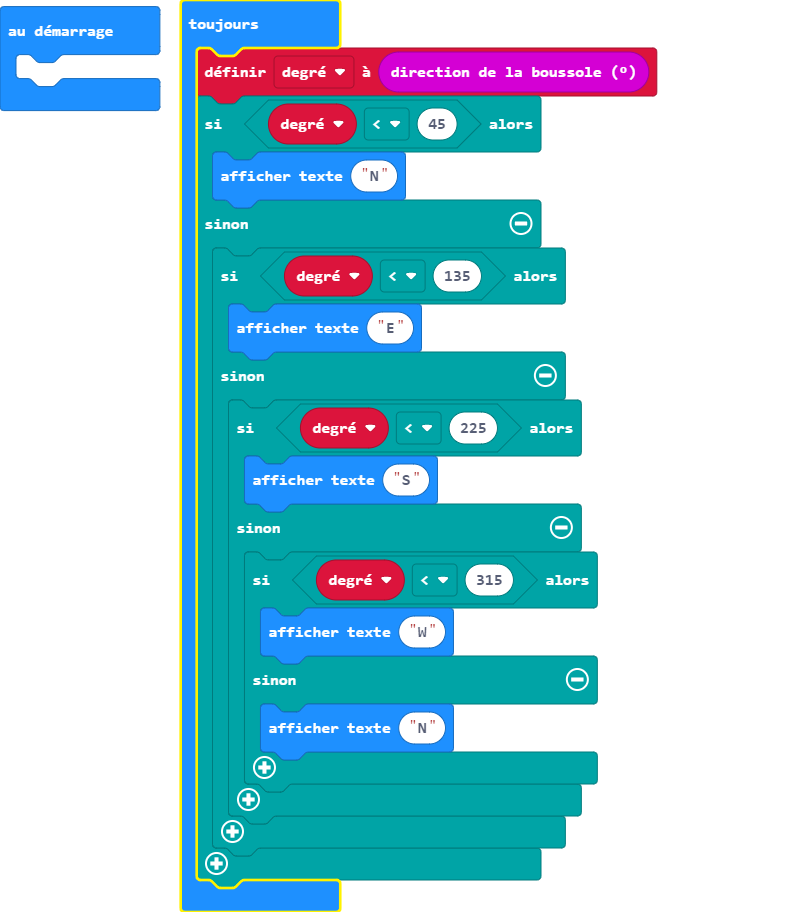 au démarrage
toujours
définir degré à direction de la boussole (°)
si degré < 45 alors
afficher texte "N"
sinon
si degré < 135 alors
afficher texte "E"
sinon
si degré < 225 alors
afficher texte "S"
sinon
si degré < 315 alors
afficher texte "W"
sinon
afficher texte "N"